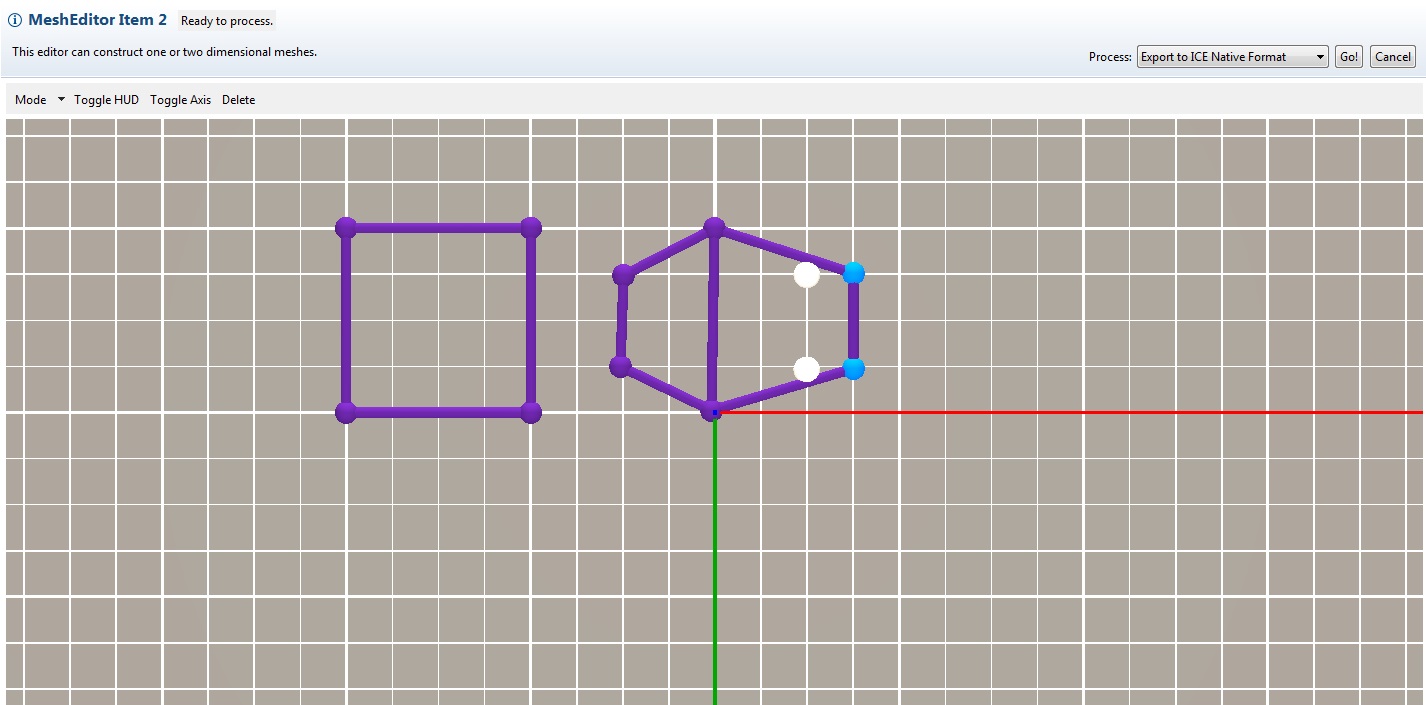 MeshEditor Item 2 Ready to process.
This editor can construct one or two dimensional meshes.
Process: Export to ICE Native Format Go! Cancel
Mode Toggle HUD Toggle Axis Delete